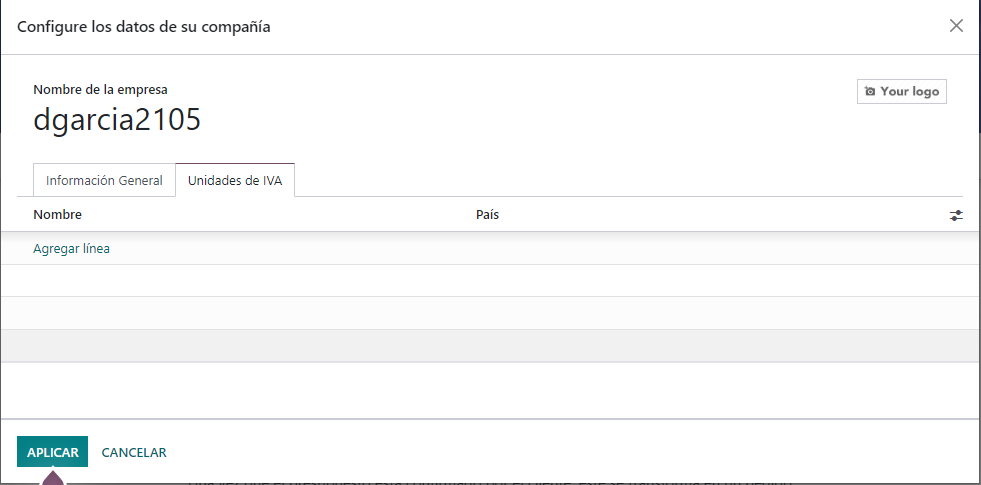 Configure los datos de su compañía
Nombre de la empresa
Your logo
dgarcia2105
Información General
Unidades de IVA
Nombre
País
Agregar línea
APLICAR
CANCELAR